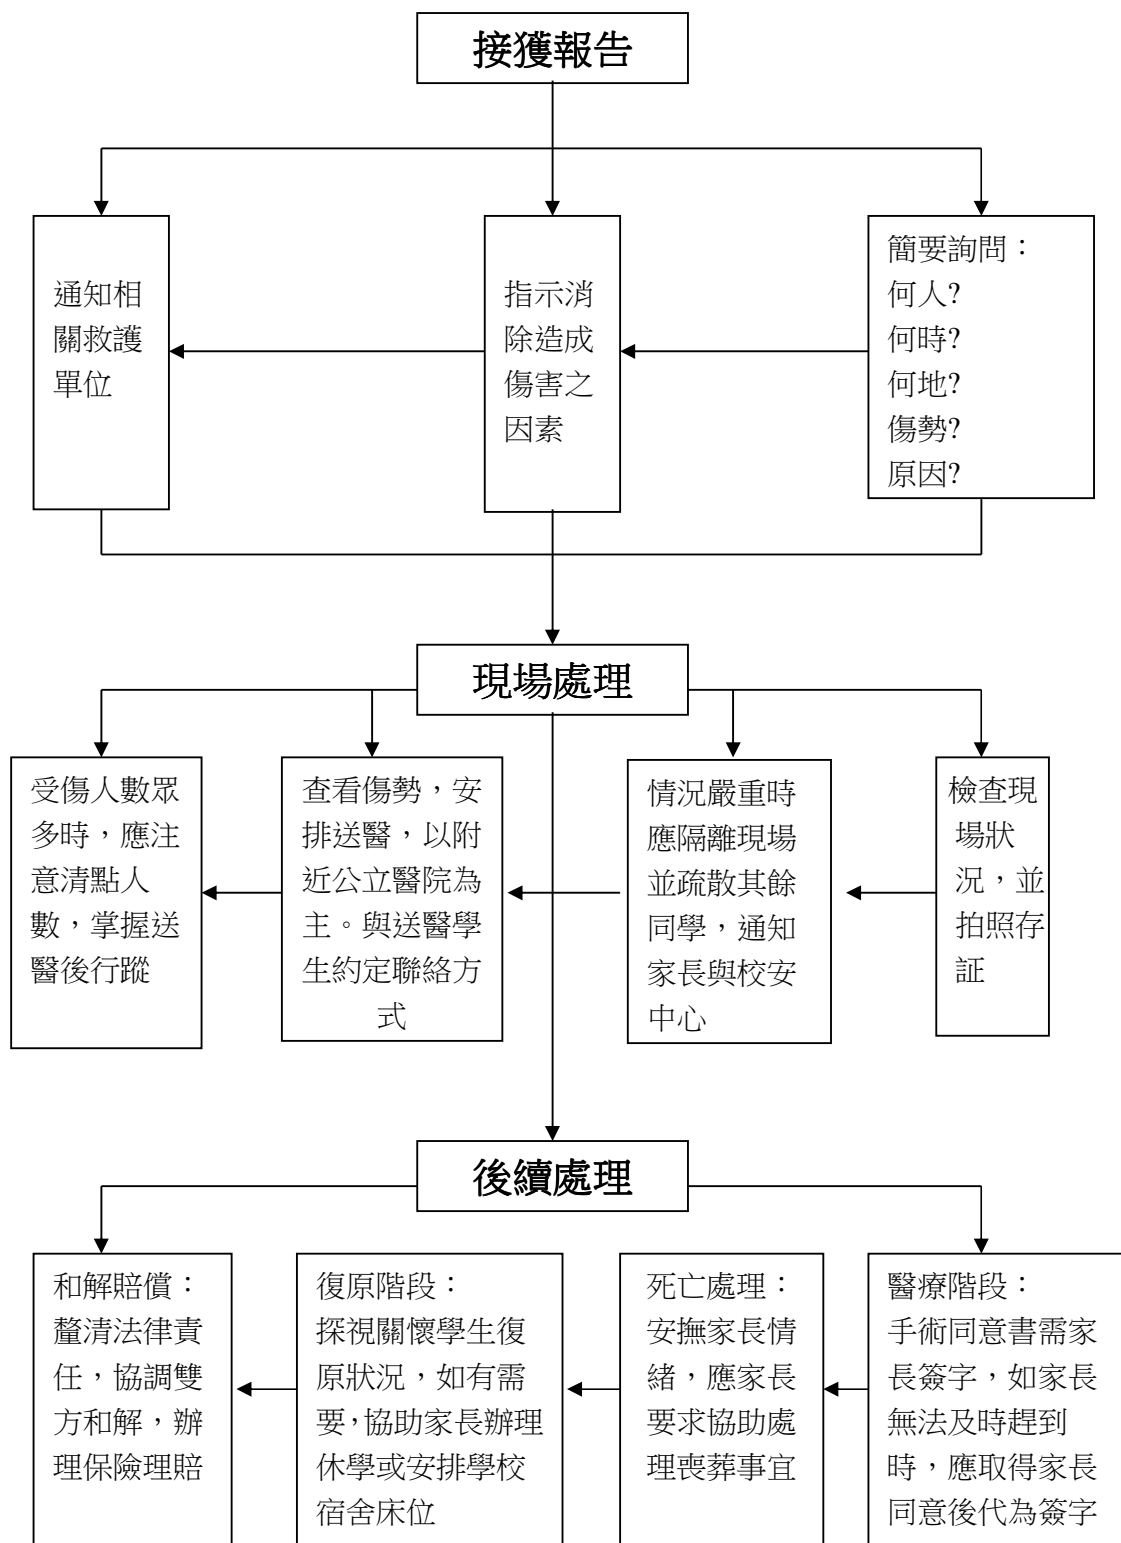 接獲報告
通知相
關救護
單位
指示消
除造成
傷害之
因素
簡要詢問：
何人?
何時?
何地?
傷勢?
原因?
現場處理
受傷人數眾
多時，應注
意清點人
數，掌握送
醫後行蹤
查看傷勢，安
排送醫，以附
近公立醫院為
主。與送醫學
生約定聯絡方
式
情況嚴重時
應隔離現場
並疏散其餘
同學，通知
家長與校安
中心
檢查現
場狀
況，並
拍照存
証
後續處理
和解賠償：
釐清法律責
任，協調雙
方和解，辦
理保險理賠
復原階段：
探視關懷學生復
原狀況，如有需
要，協助家長辦理
休學或安排學校
宿舍床位
死亡處理：
安撫家長情
緒，應家長
要求協助處
理喪葬事宜
醫療階段：
手術同意書需家
長簽字，如家長
無法及時趕到
時，應取得家長
同意後代為簽字